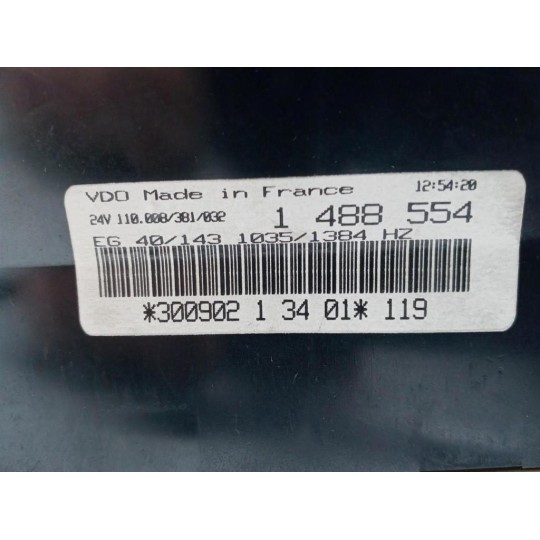 VDO Made in France 12:54:20
24V 110.008/381/032 1 488 554
EG 40/143 1035/1384 HZ
*300902 1 34 01* 119